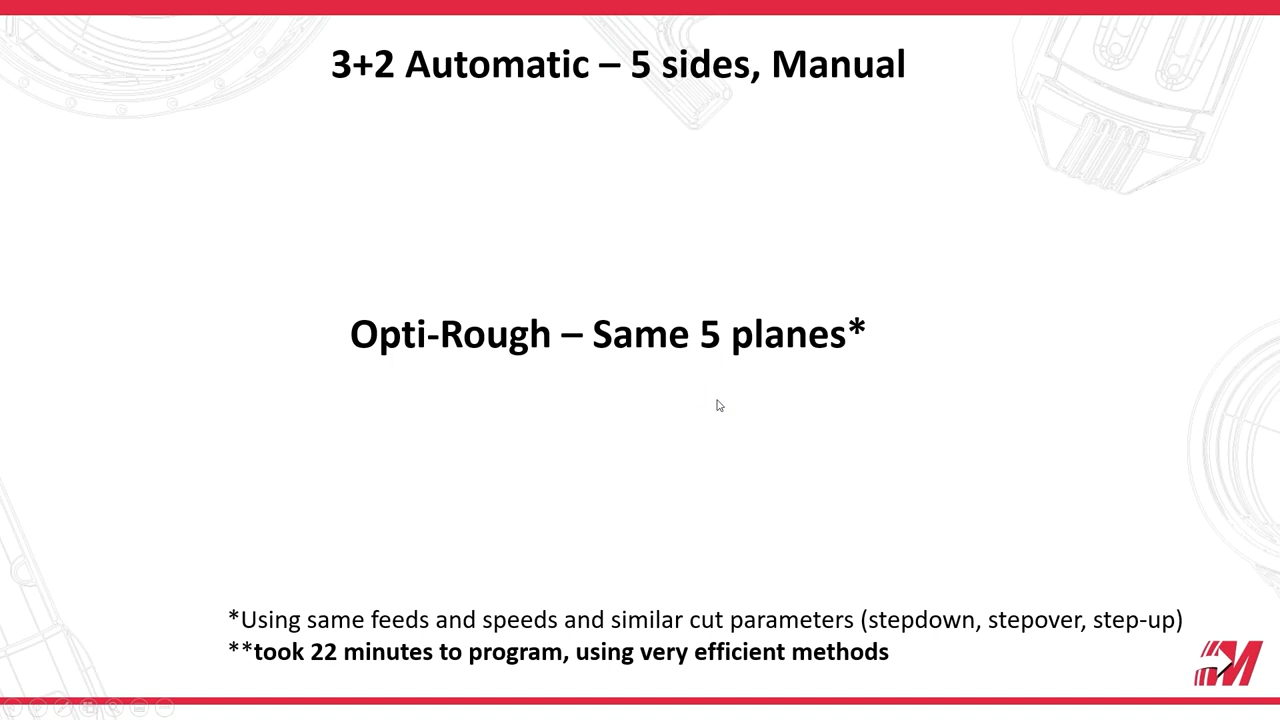 3+2 Automatic – 5 sides, Manual
Opti-Rough – Same 5 planes*
*Using same feeds and speeds and similar cut parameters (stepdown, stepover, step-up)
**took 22 minutes to program, using very efficient methods